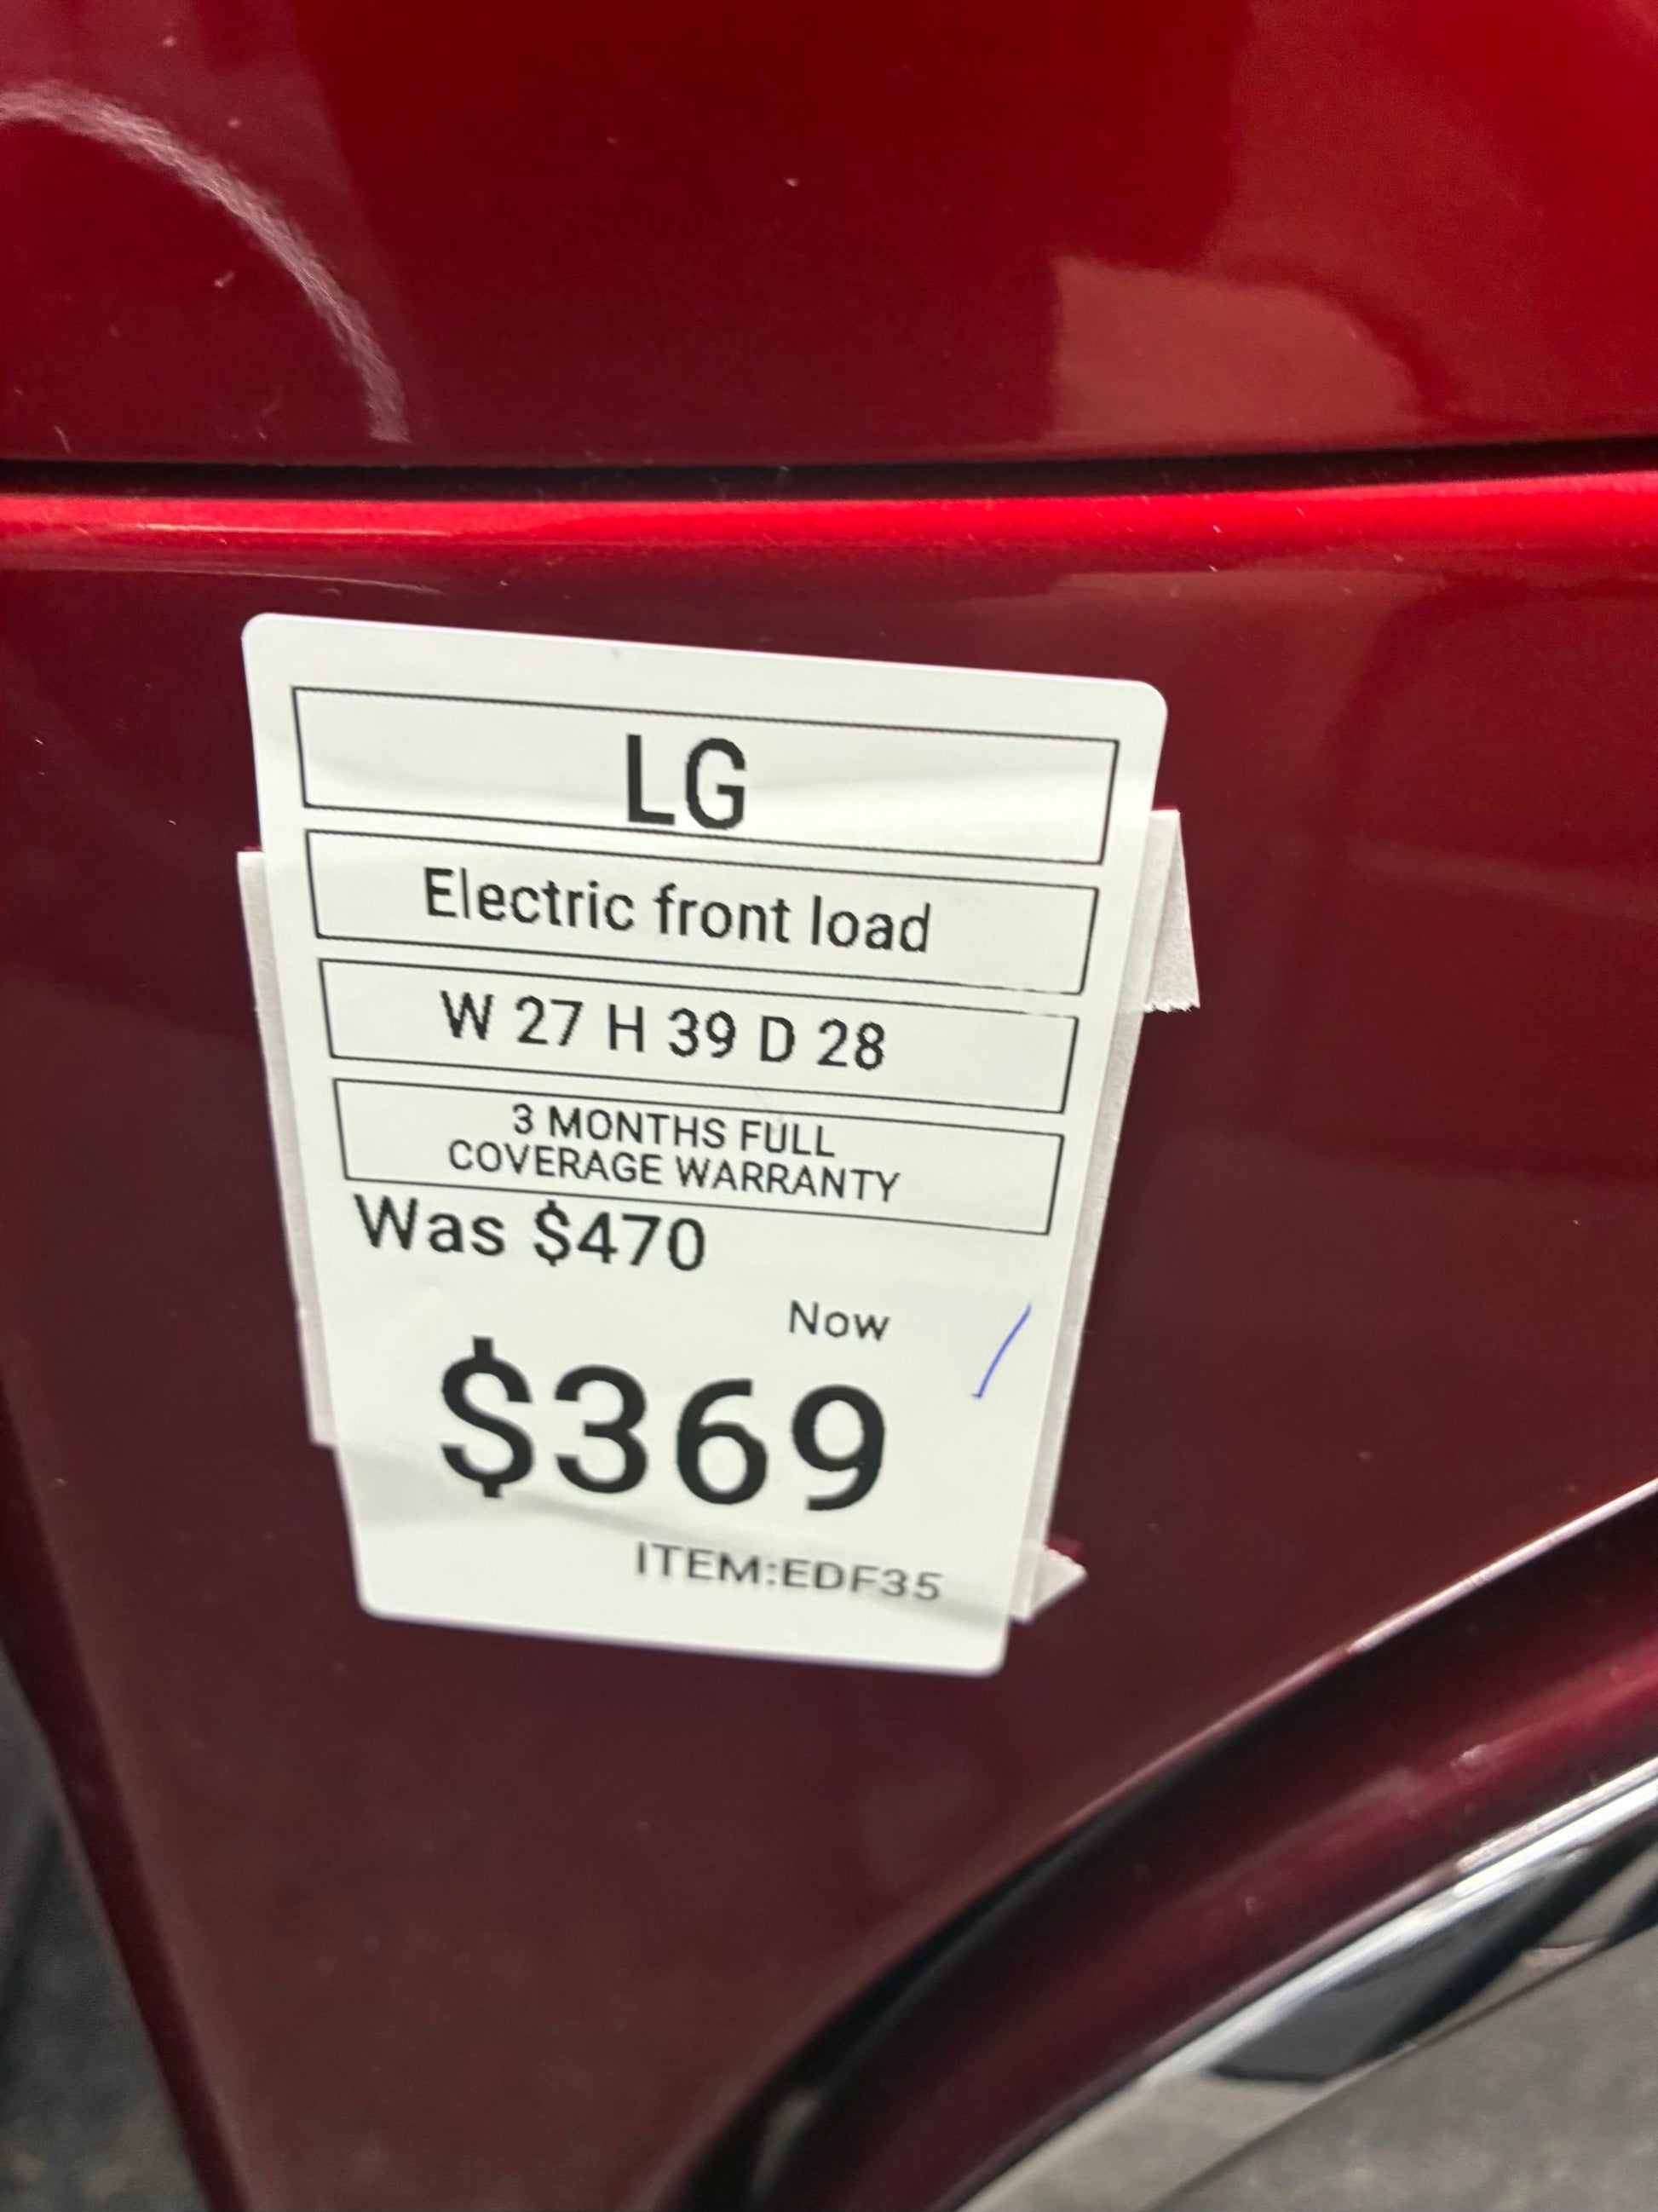 LG
Electric front load
W 27 H 39 D 28
3 MONTHS FULL
COVERAGE WARRANTY
Was $470
Now
$369
ITEM:EDF35